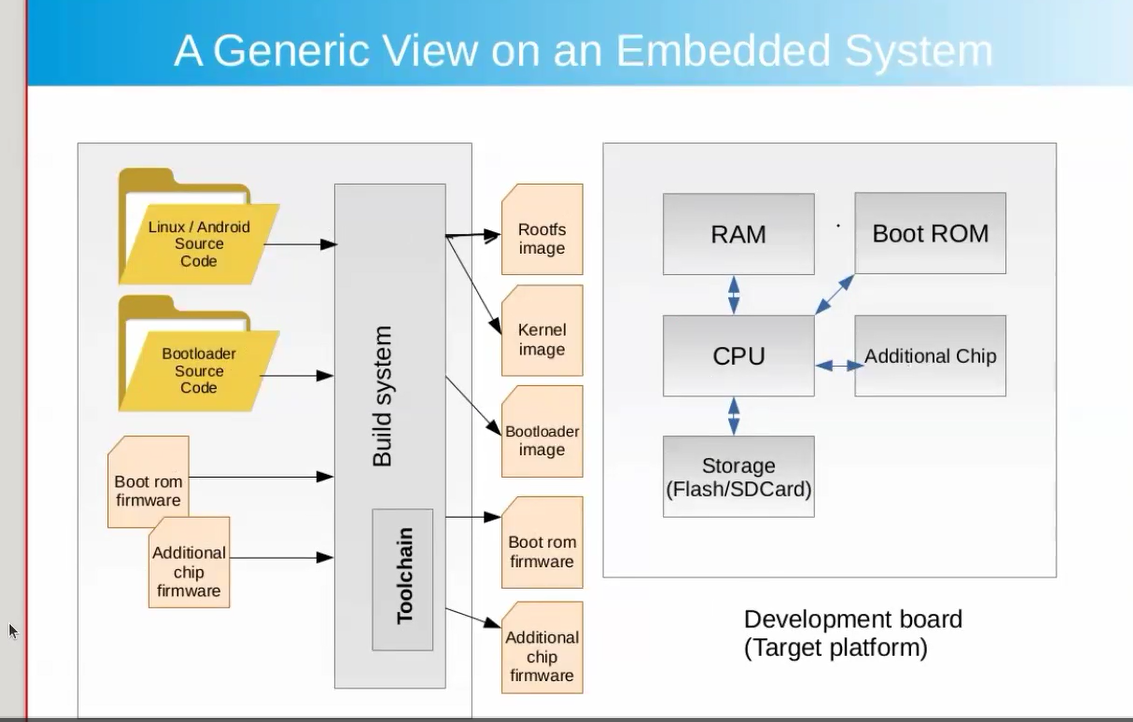 A Generic View on an Embedded System
Linux / Android
Source
Code
Bootloader
Source
Code
Boot rom
firmware
Additional
chip
firmware
Build system
Toolchain
Rootfs
image
Kernel
image
Bootloader
image
Boot rom
firmware
Additional
chip
firmware
RAM
Boot ROM
CPU
Additional Chip
Storage
(Flash/SDCard)
Development board
(Target platform)